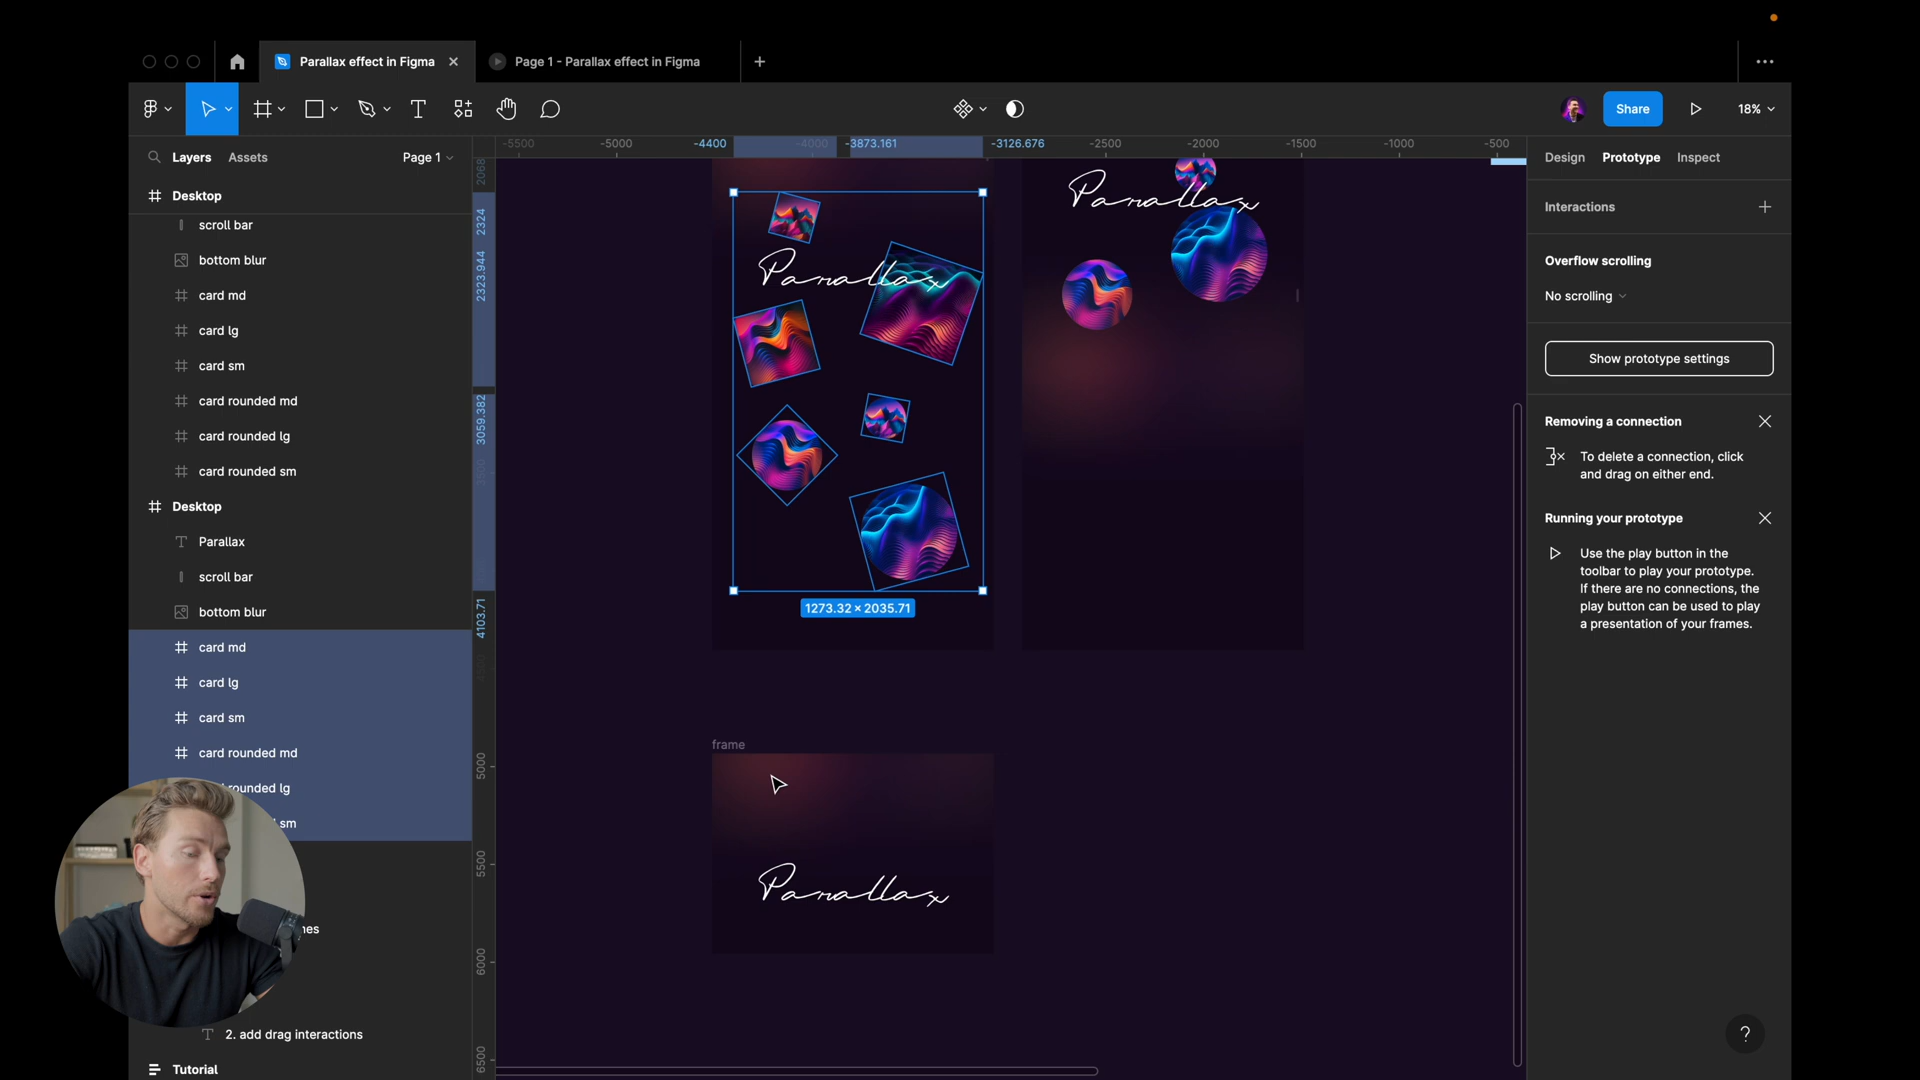 Parallax effect in Figma
Page 1 - Parallax effect in Figma
Share
18%
Layers
Assets
Page 1
Desktop
scroll bar
bottom blur
card md
card lg
card sm
card rounded md
card rounded lg
card rounded sm
Desktop
Parallax
scroll bar
bottom blur
card md
card lg
card sm
card rounded md
rounded lg
sm
2. add drag interactions
Tutorial
-5500
-5000
-4400
-4000
-3873.161
-3126.676
-2500
-2000
-1500
-1000
-500
2068
2324
2323.944
3059.382
3500
4103.71
5000
5500
6000
6500
Parallax
Parallax
1273.32 × 2035.71
frame
Parallax
Design
Prototype
Inspect
Interactions
Overflow scrolling
No scrolling
Show prototype settings
Removing a connection
To delete a connection, click
and drag on either end.
Running your prototype
Use the play button in the
toolbar to play your prototype.
If there are no connections, the
play button can be used to play
a presentation of your frames.
?